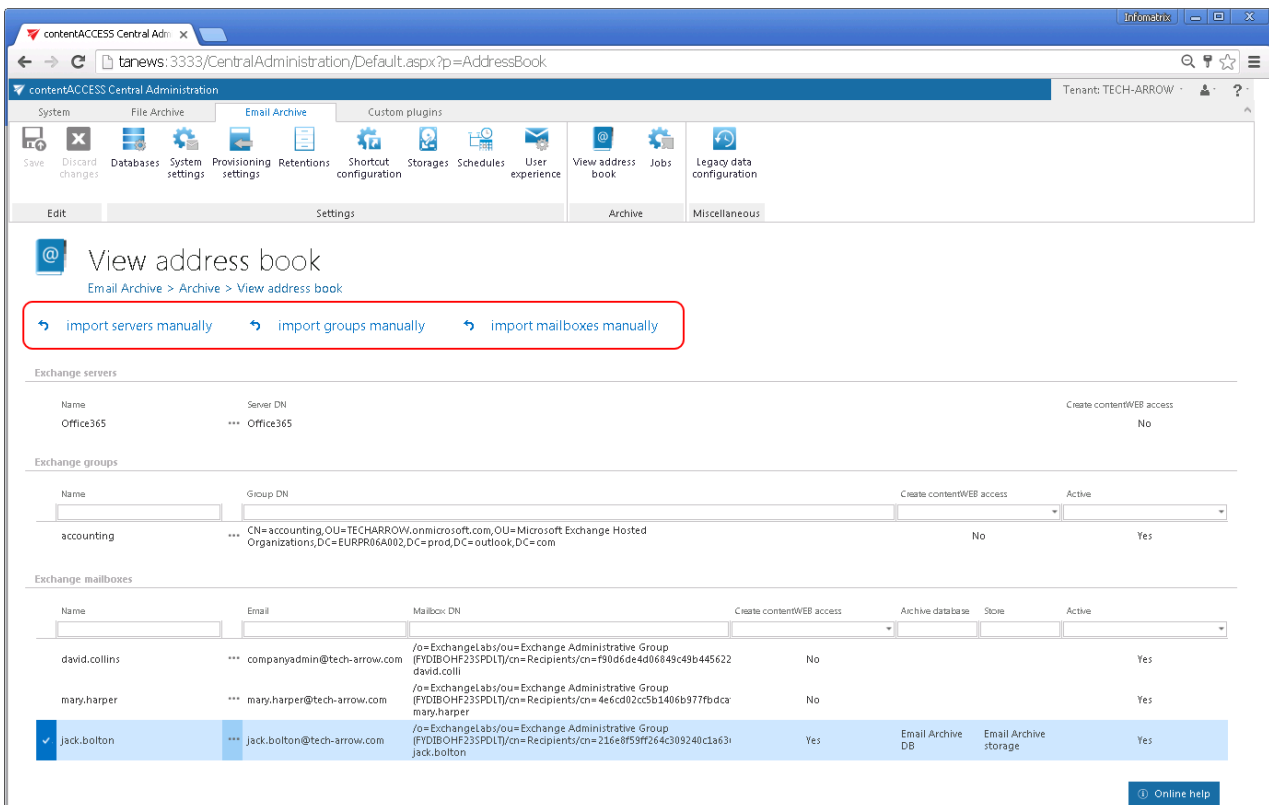 Infomatrix
contentACCESS Central Adm
tanews:3333/CentralAdministration/Default.aspx?p=AddressBook
contentACCESS Central Administration
Tenant: TECH-ARROW
?
System File Archive Email Archive Custom plugins
Save
Discard changes
Databases
System settings
Provisioning settings
Retentions
Shortcut configuration
Storages
Schedules
User experience
View address book
Jobs
Legacy data configuration
Edit Settings Archive Miscellaneous
View address book
Email Archive > Archive > View address book
import servers manually import groups manually import mailboxes manually
Exchange servers
Name Server DN Create contentWEB access
Office365 ••• Office365 No
Exchange groups
Name Group DN Create contentWEB access Active
accounting ••• CN=accounting,OU=TECHARROW.onmicrosoft.com,OU=Microsoft Exchange Hosted
Organizations,DC=EURPR06A002,DC=prod,DC=outlook,DC=com No Yes
Exchange mailboxes
Name Email Mailbox DN Create contentWEB access Archive database Store Active
/o=ExchangeLabs/ou=Exchange Administrative Group
david.collins ••• companyadmin@tech-arrow.com (FYDIBOHF23SPDLT)/cn=Recipients/cn=f90d6de4d06849c49b445622 No Yes
david.colli
/o=ExchangeLabs/ou=Exchange Administrative Group
mary.harper ••• mary.harper@tech-arrow.com (FYDIBOHF23SPDLT)/cn=Recipients/cn=4e6cd02cc5b1406b977fbdca No Yes
mary.harper
/o=ExchangeLabs/ou=Exchange Administrative Group
jack.bolton ••• jack.bolton@tech-arrow.com (FYDIBOHF23SPDLT)/cn=Recipients/cn=216e8f59ff264c309240c1a63 Yes Email Archive DB Email Archive storage Yes
jack.bolton
Online help